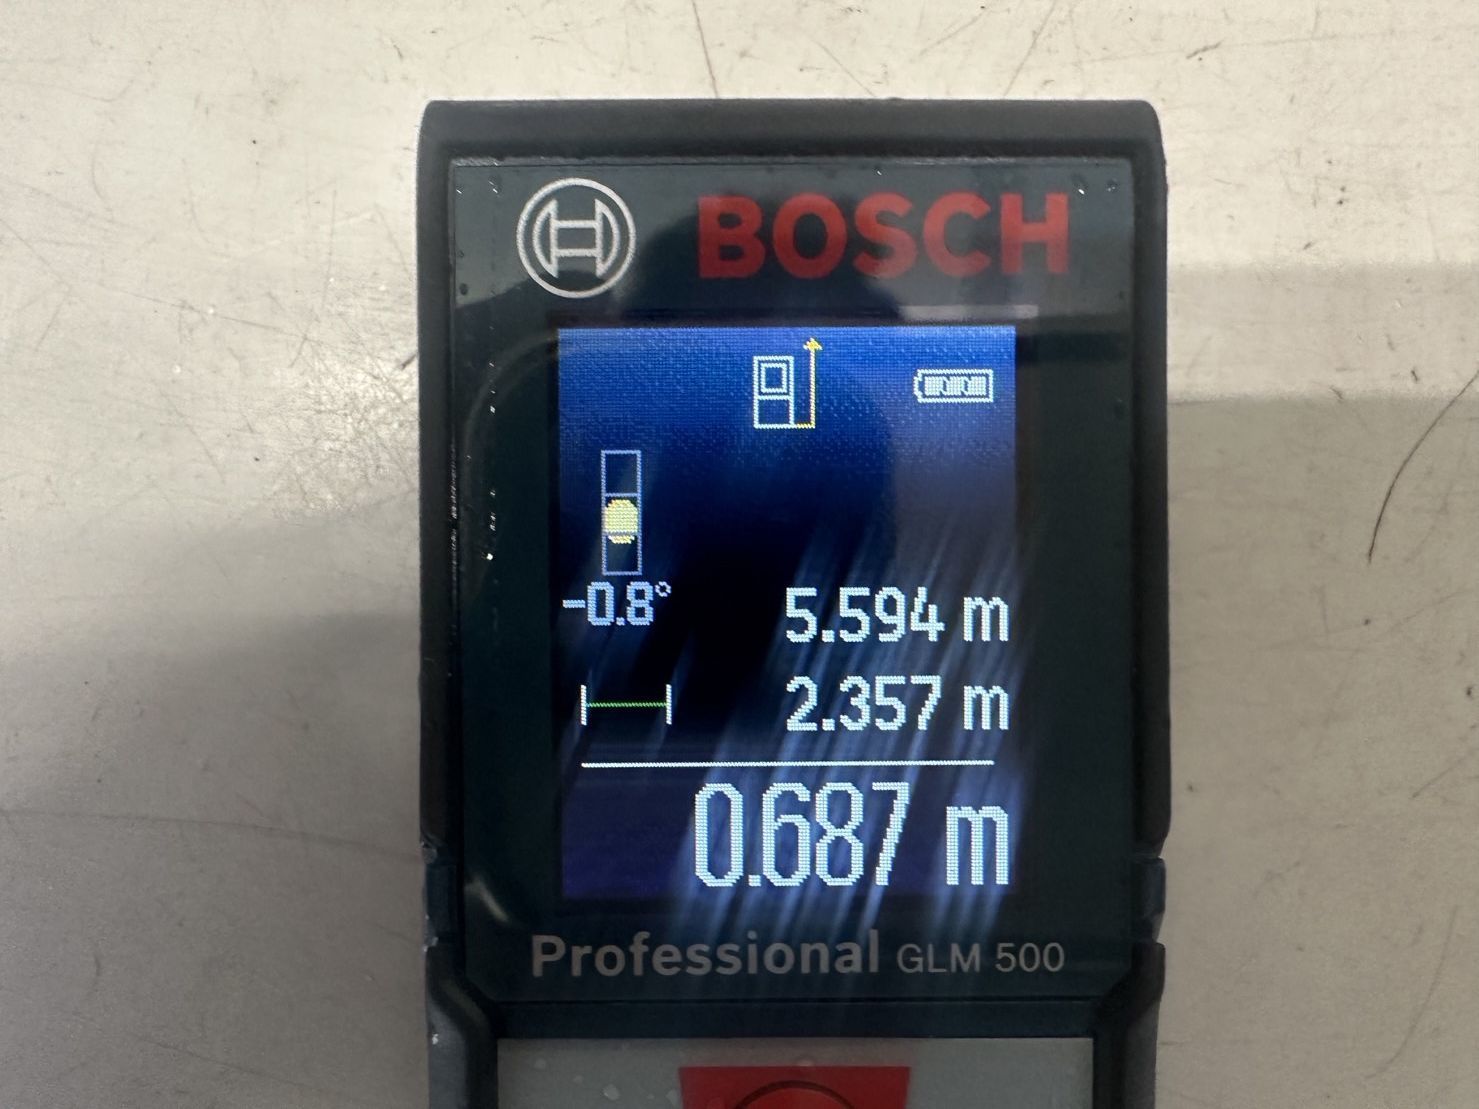 BOSCH
-0.8°
5.594 m
2.357 m
0.687 m
Professional GLM 500